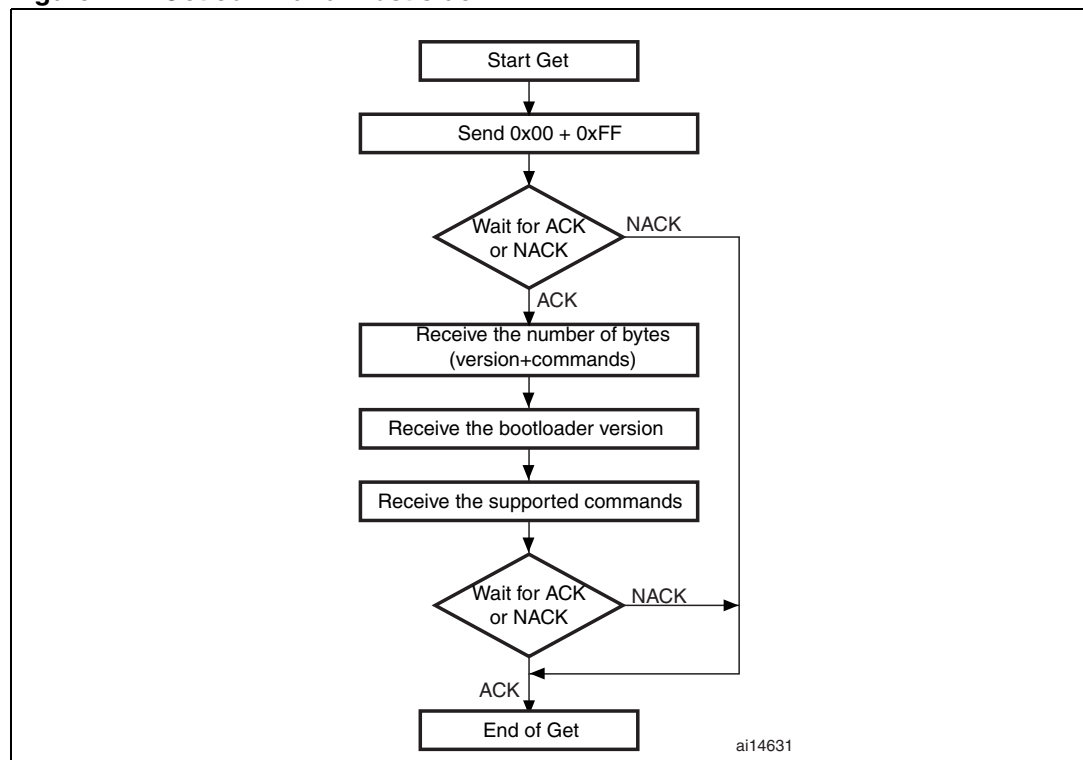 Start Get
Send 0x00 + 0xFF
Wait for ACK
or NACK
NACK
ACK
Receive the number of bytes
(version+commands)
Receive the bootloader version
Receive the supported commands
Wait for ACK
or NACK
NACK
ACK
End of Get
ai14631